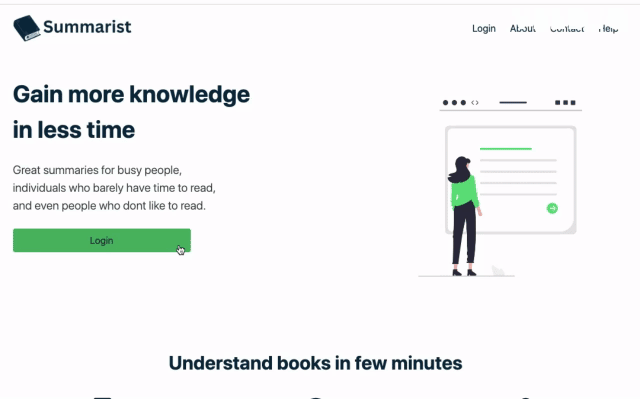 Summarist
Login About Contact Help
Gain more knowledge
in less time
Great summaries for busy people,
individuals who barely have time to read,
and even people who dont like to read.
Login
Understand books in few minutes